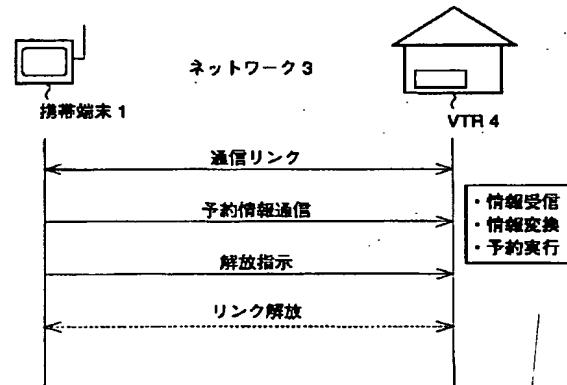 ネットワーク3
携帯端末1
VTR 4
通信リンク
予約情報通信
・情報受信
・情報変換
・予約実行
解放指示
リンク解放